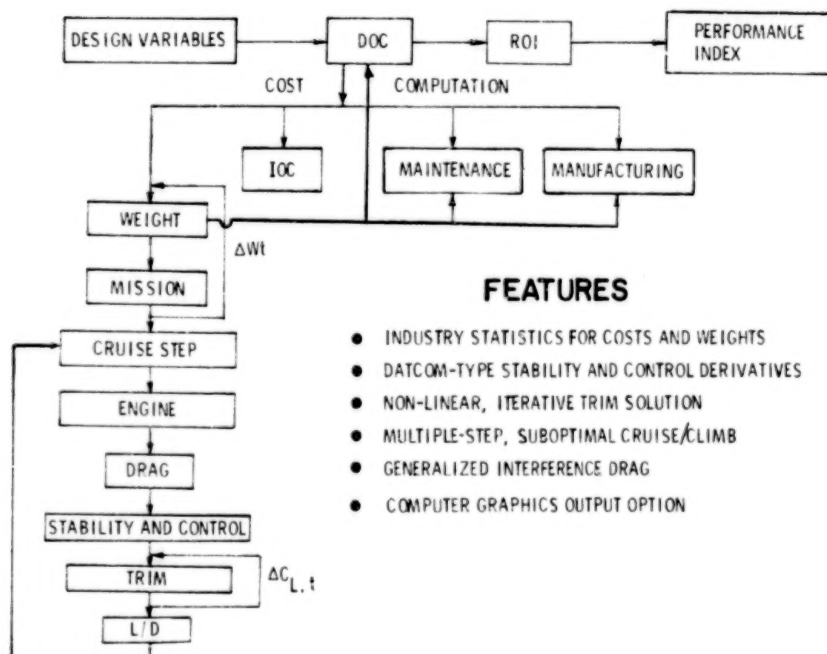 DESIGN VARIABLES
DOC
ROI
PERFORMANCE
INDEX
COST
COMPUTATION
IOC
MAINTENANCE
MANUFACTURING
WEIGHT
ΔWt
MISSION
CRUISE STEP
ENGINE
DRAG
STABILITY AND CONTROL
TRIM
ΔC L, t
L/D
FEATURES
● INDUSTRY STATISTICS FOR COSTS AND WEIGHTS
● DATCOM-TYPE STABILITY AND CONTROL DERIVATIVES
● NON-LINEAR, ITERATIVE TRIM SOLUTION
● MULTIPLE-STEP, SUBOPTIMAL CRUISE/CLIMB
● GENERALIZED INTERFERENCE DRAG
● COMPUTER GRAPHICS OUTPUT OPTION